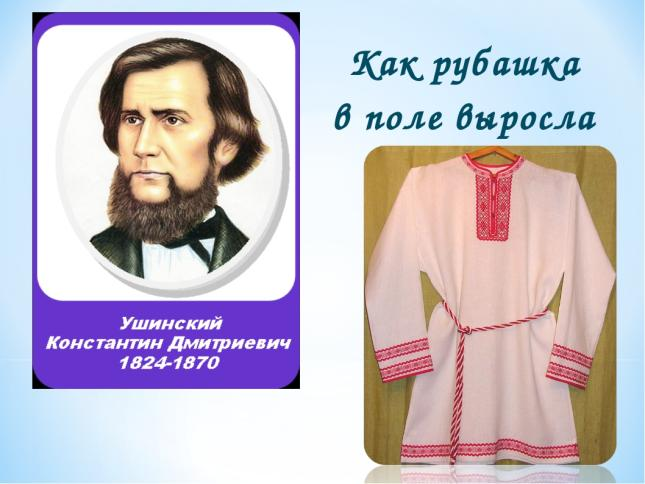 Как рубашка
в поле выросла
Ушинский
Константин Дмитриевич
1824-1870